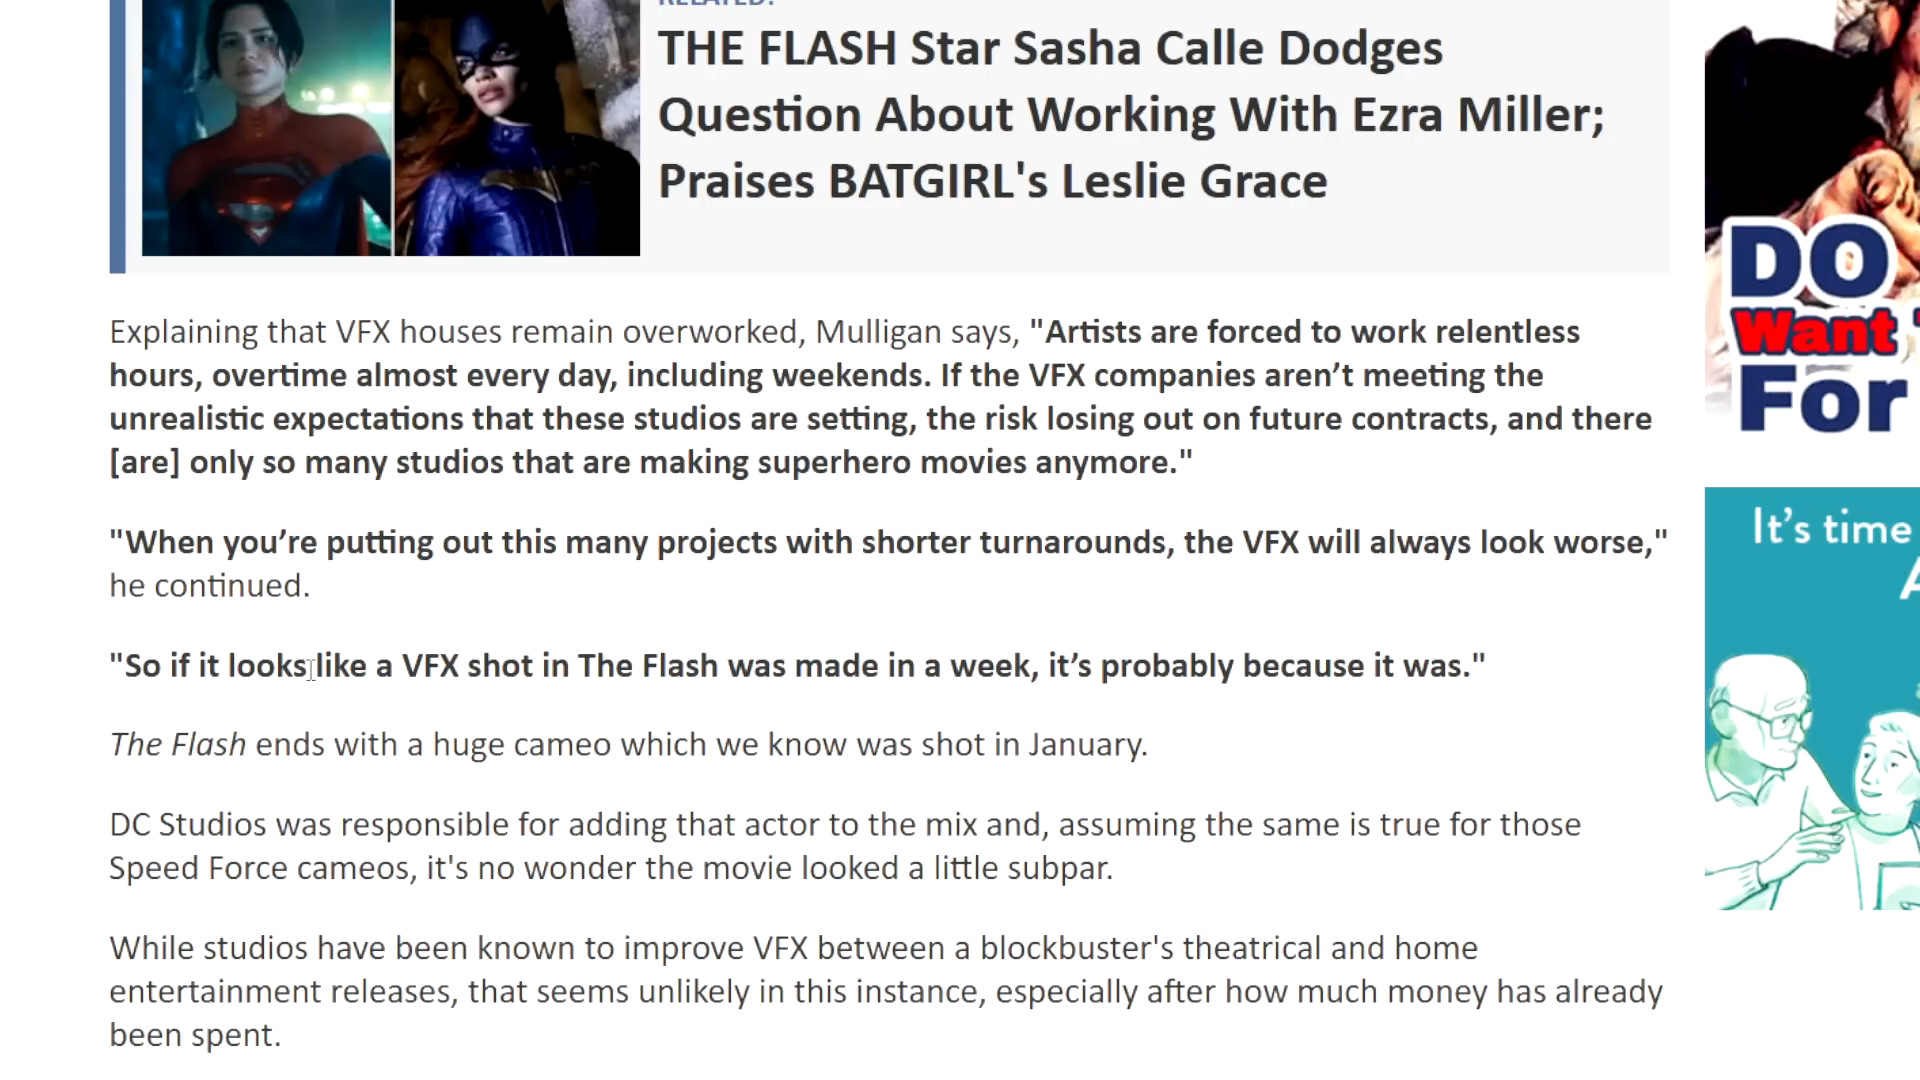 RELATED:
THE FLASH Star Sasha Calle Dodges
Question About Working With Ezra Miller;
Praises BATGIRL's Leslie Grace
Explaining that VFX houses remain overworked, Mulligan says, "Artists are forced to work relentless
hours, overtime almost every day, including weekends. If the VFX companies aren’t meeting the
unrealistic expectations that these studios are setting, the risk losing out on future contracts, and there
[are] only so many studios that are making superhero movies anymore."
"When you’re putting out this many projects with shorter turnarounds, the VFX will always look worse,"
he continued.
"So if it looks like a VFX shot in The Flash was made in a week, it’s probably because it was."
The Flash ends with a huge cameo which we know was shot in January.
DC Studios was responsible for adding that actor to the mix and, assuming the same is true for those
Speed Force cameos, it's no wonder the movie looked a little subpar.
While studios have been known to improve VFX between a blockbuster's theatrical and home
entertainment releases, that seems unlikely in this instance, especially after how much money has already
been spent.
DO
Want
For
It’s time